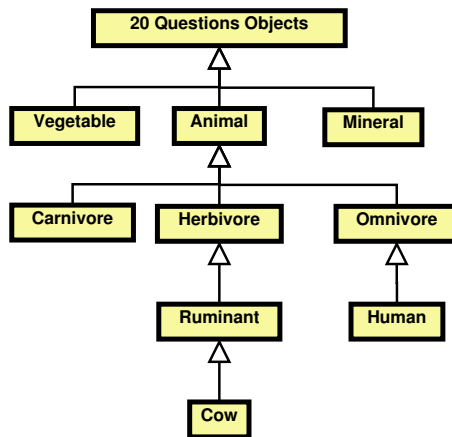 20 Questions Objects
Vegetable
Animal
Mineral
Carnivore
Herbivore
Omnivore
Ruminant
Human
Cow